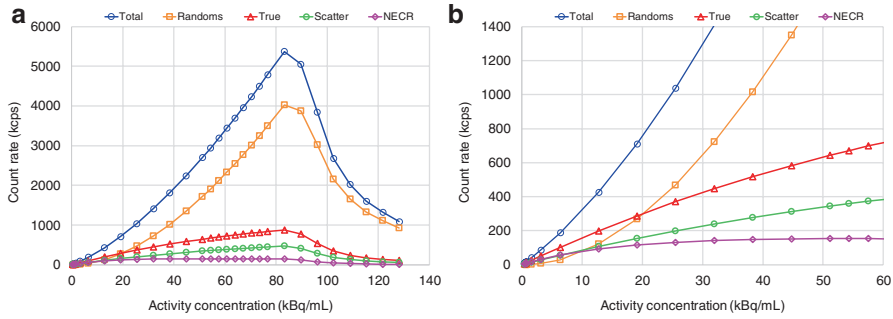 a
Total Randoms True Scatter NECR
6000
5000
4000
3000
2000
1000
0
0 20 40 60 80 100 120 140
Count rate (kcps)
Activity concentration (kBq/mL)
b
Total Randoms True Scatter NECR
1400
1200
1000
800
600
400
200
0
0 10 20 30 40 50 60
Count rate (kcps)
Activity concentration (kBq/mL)